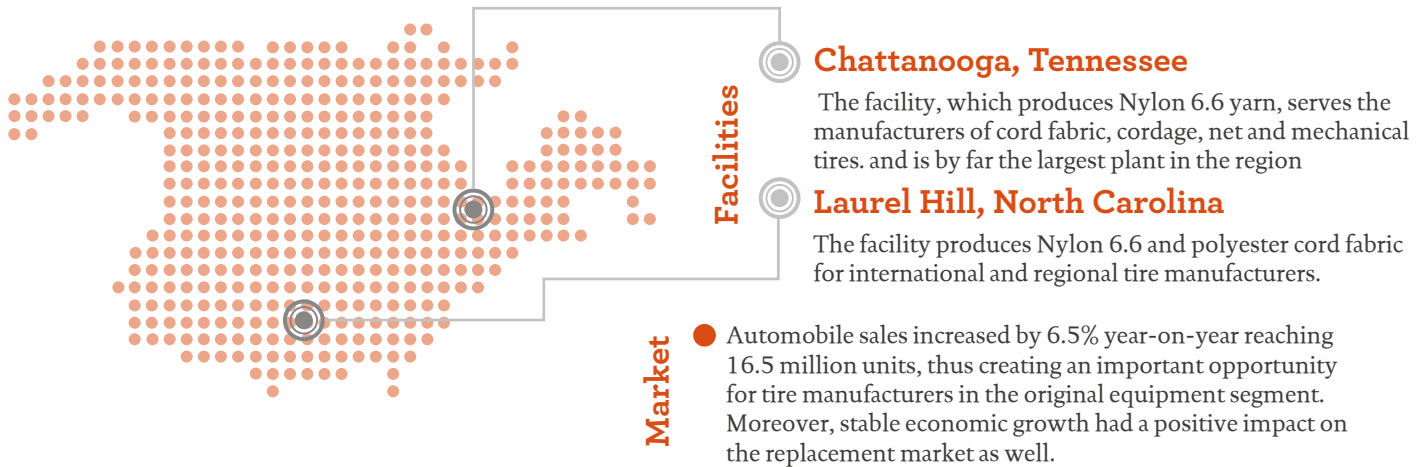 Facilities
Chattanooga, Tennessee
The facility, which produces Nylon 6.6 yarn, serves the
manufacturers of cord fabric, cordage, net and mechanical
tires. and is by far the largest plant in the region
Laurel Hill, North Carolina
The facility produces Nylon 6.6 and polyester cord fabric
for international and regional tire manufacturers.
Market
Automobile sales increased by 6.5% year-on-year reaching
16.5 million units, thus creating an important opportunity
for tire manufacturers in the original equipment segment.
Moreover, stable economic growth had a positive impact on
the replacement market as well.